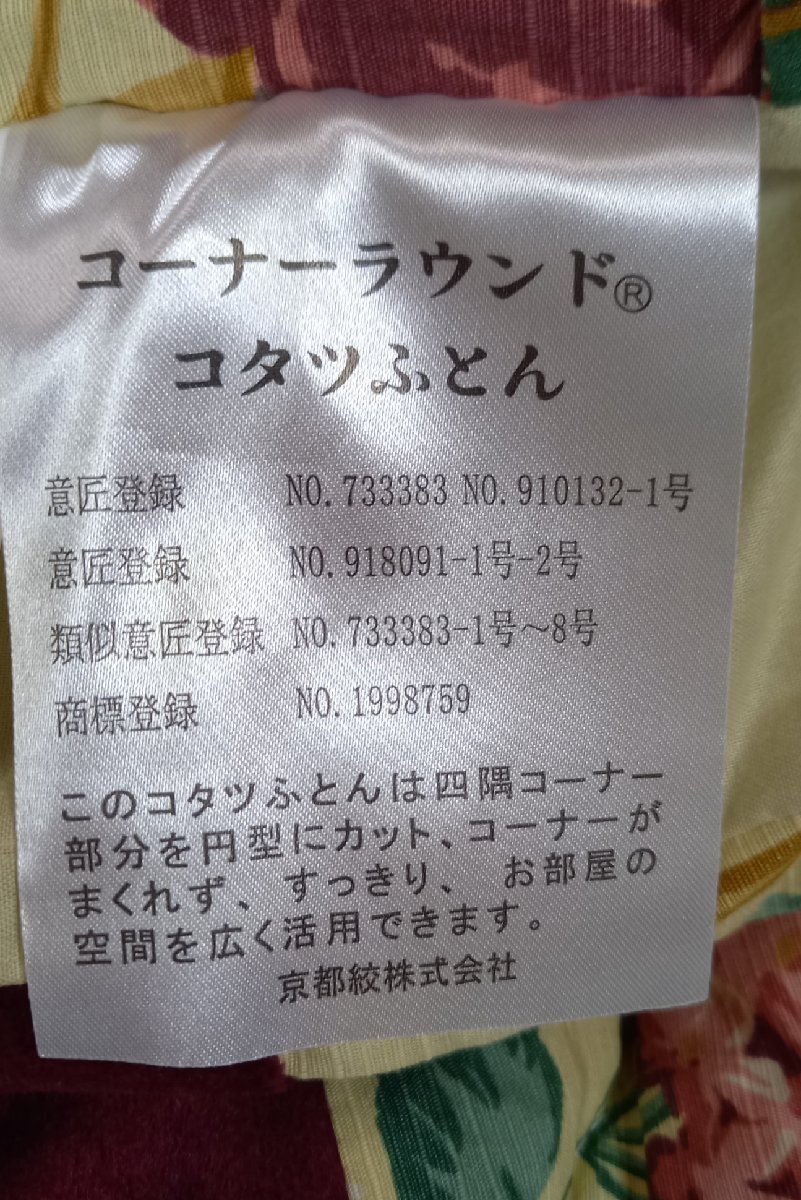 コーナーラウンド®
コタツふとん
意匠登録 NO.733383 NO.910132-1号
意匠登録 NO.918091-1号-2号
類似意匠登録 NO.733383-1号～8号
商標登録 NO.1998759
このコタツふとんは四隅コーナー
部分を円型にカット、コーナーが
まくれず、すっきり、お部屋の
空間を広く活用できます。
京都絞株式会社